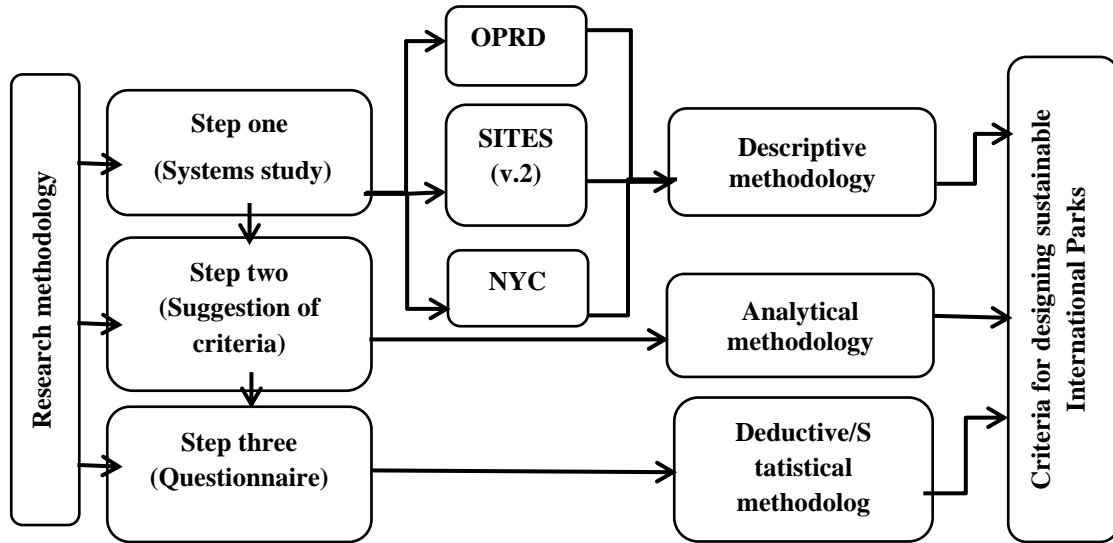 Research methodology
Step one
(Systems study)
Step two
(Suggestion of
criteria)
Step three
(Questionnaire)
OPRD
SITES
(v.2)
NYC
Descriptive
methodology
Analytical
methodology
Deductive/S
tatistical
methodolog
Criteria for designing sustainable
International Parks